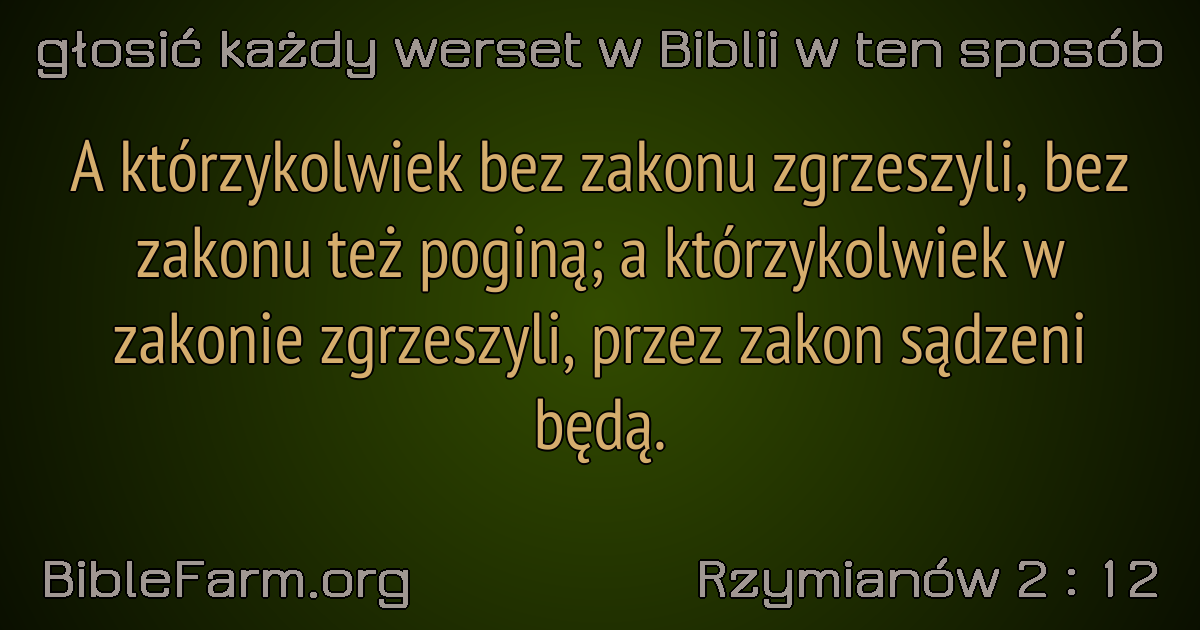 głosić każdy werset w Biblii w ten sposób
A którzykolwiek bez zakonu zgrzeszyli, bez
zakonu też poginą; a którzykolwiek w
zakonie zgrzeszyli, przez zakon sądzeni
będą.
BibleFarm.org
Rzymianów 2 : 12